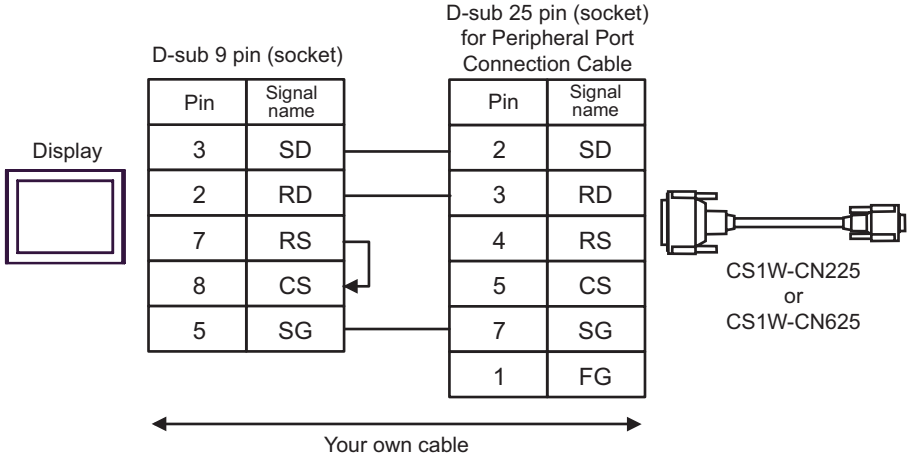 D-sub 25 pin (socket)
for Peripheral Port
Connection Cable
D-sub 9 pin (socket)
Display
Pin Signal name
3 SD
2 RD
7 RS
8 CS
5 SG
Pin Signal name
2 SD
3 RD
4 RS
5 CS
7 SG
1 FG
CS1W-CN225
or
CS1W-CN625
Your own cable